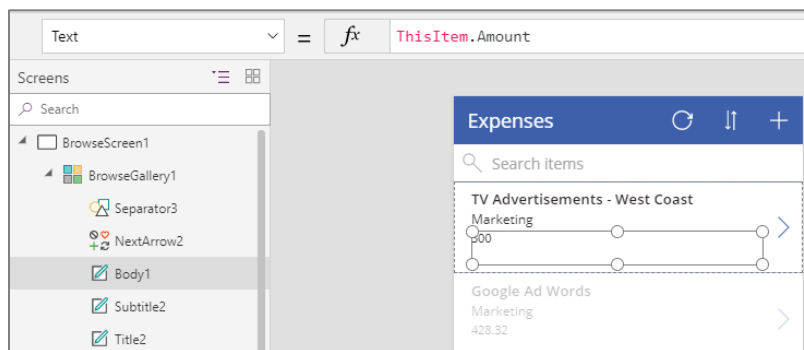 Text = fx ThisItem.Amount
Screens
Search
BrowseScreen1
BrowseGallery1
Separator3
NextArrow2
Body1
Subtitle2
Title2
Expenses
Search items
TV Advertisements - West Coast
Marketing
300
Google Ad Words
Marketing
428.32